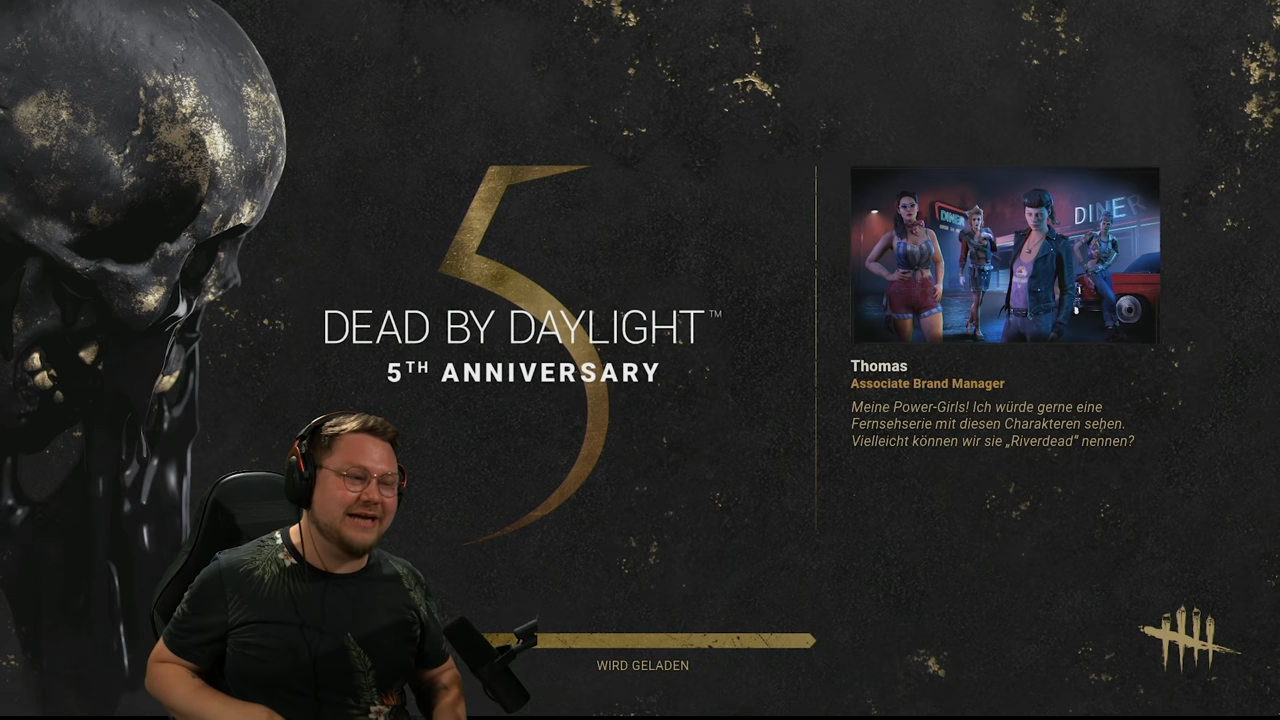 DEAD BY DAYLIGHT™
5TH ANNIVERSARY
5
DINER
DINER
Thomas
Associate Brand Manager
Meine Power-Girls! Ich würde gerne eine
Fernsehserie mit diesen Charakteren sehen.
Vielleicht können wir sie „Riverdead“ nennen?
WIRD GELADEN